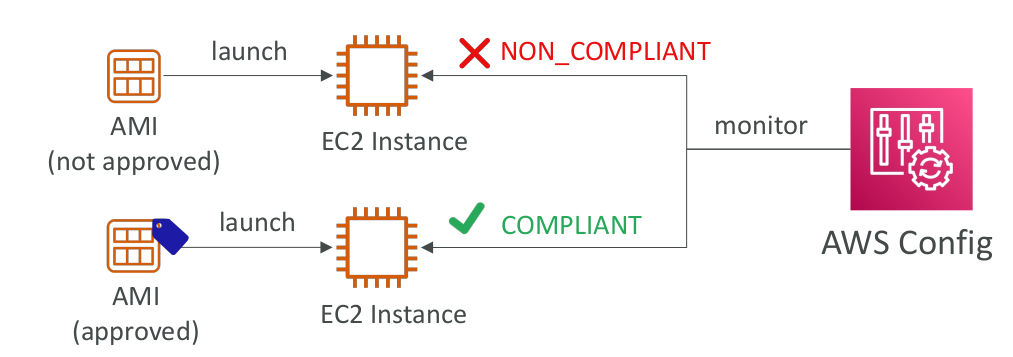 launch
NON_COMPLIANT
AMI
(not approved)
EC2 Instance
monitor
launch
COMPLIANT
AWS Config
AMI
(approved)
EC2 Instance